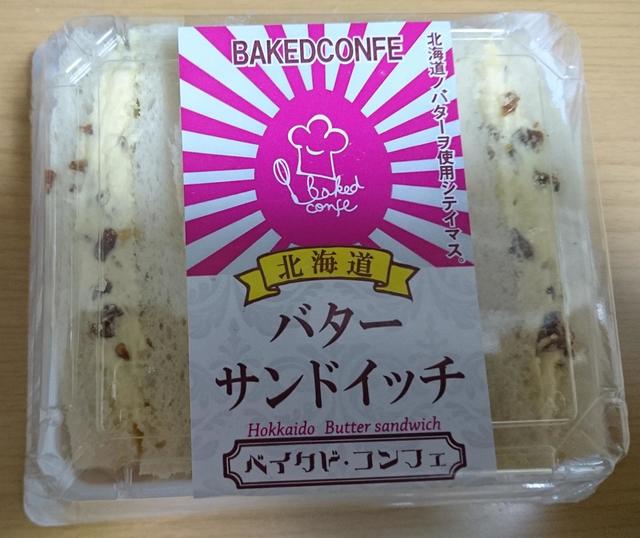 BAKEDCONFE
北海道ノバターヲ使用シテイマス。
baked
confe
北海道
バター
サンドイッチ
Hokkaido Butter sandwich
ベイクド・コンフェ